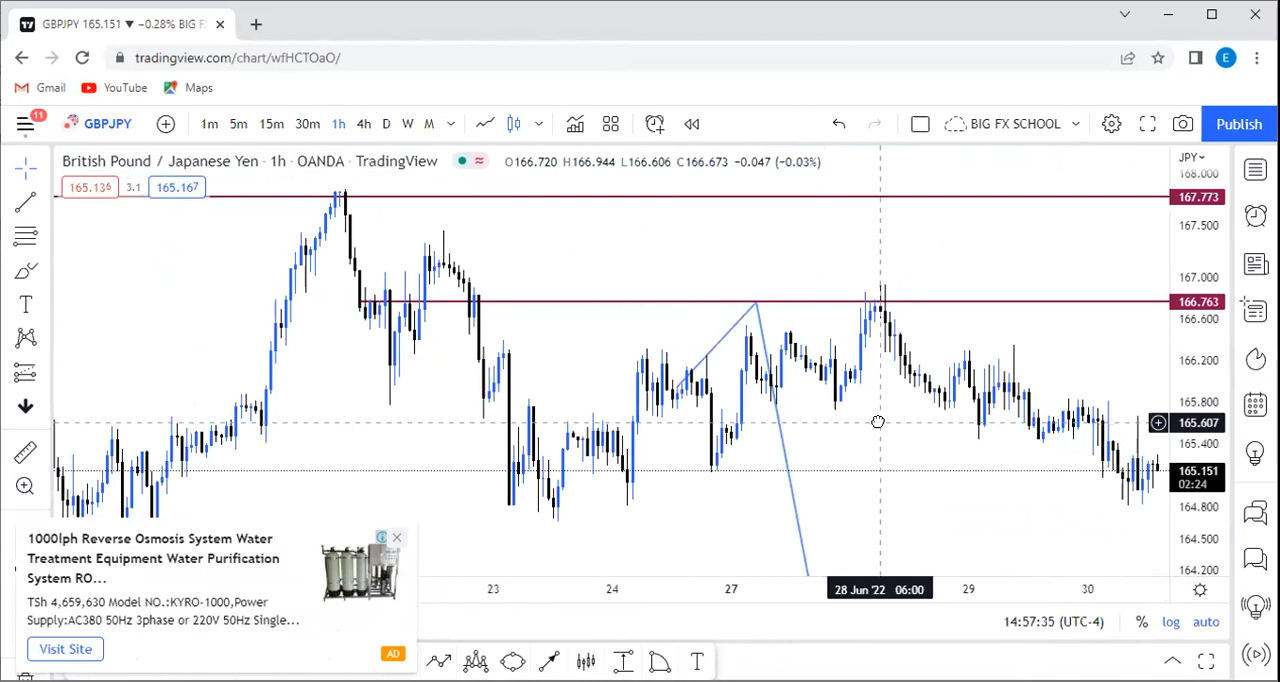 GBPJPY 165.151 ▼ −0.28% BIG F
tradingview.com/chart/wfHCTOaO/
E
Gmail YouTube Maps
11
GBPJPY 1m 5m 15m 30m 1h 4h D W M BIG FX SCHOOL Publish
British Pound / Japanese Yen · 1h · OANDA · TradingView O166.720 H166.944 L166.606 C166.673 −0.047 (−0.03%)
JPY
165.136 3.1 165.167
168.000
167.773
167.500
167.000
166.763
166.600
166.200
165.800
165.607
165.400
165.151
02:24
164.800
164.500
164.200
1000lph Reverse Osmosis System Water
Treatment Equipment Water Purification
System RO...
TSh 4,659,630 Model NO.:KYRO-1000,Power
Supply:AC380 50Hz 3phase or 220V 50Hz Single...
Visit Site
AD
23 24 27 28 Jun '22 06:00 29 30
14:57:35 (UTC-4) % log auto
T